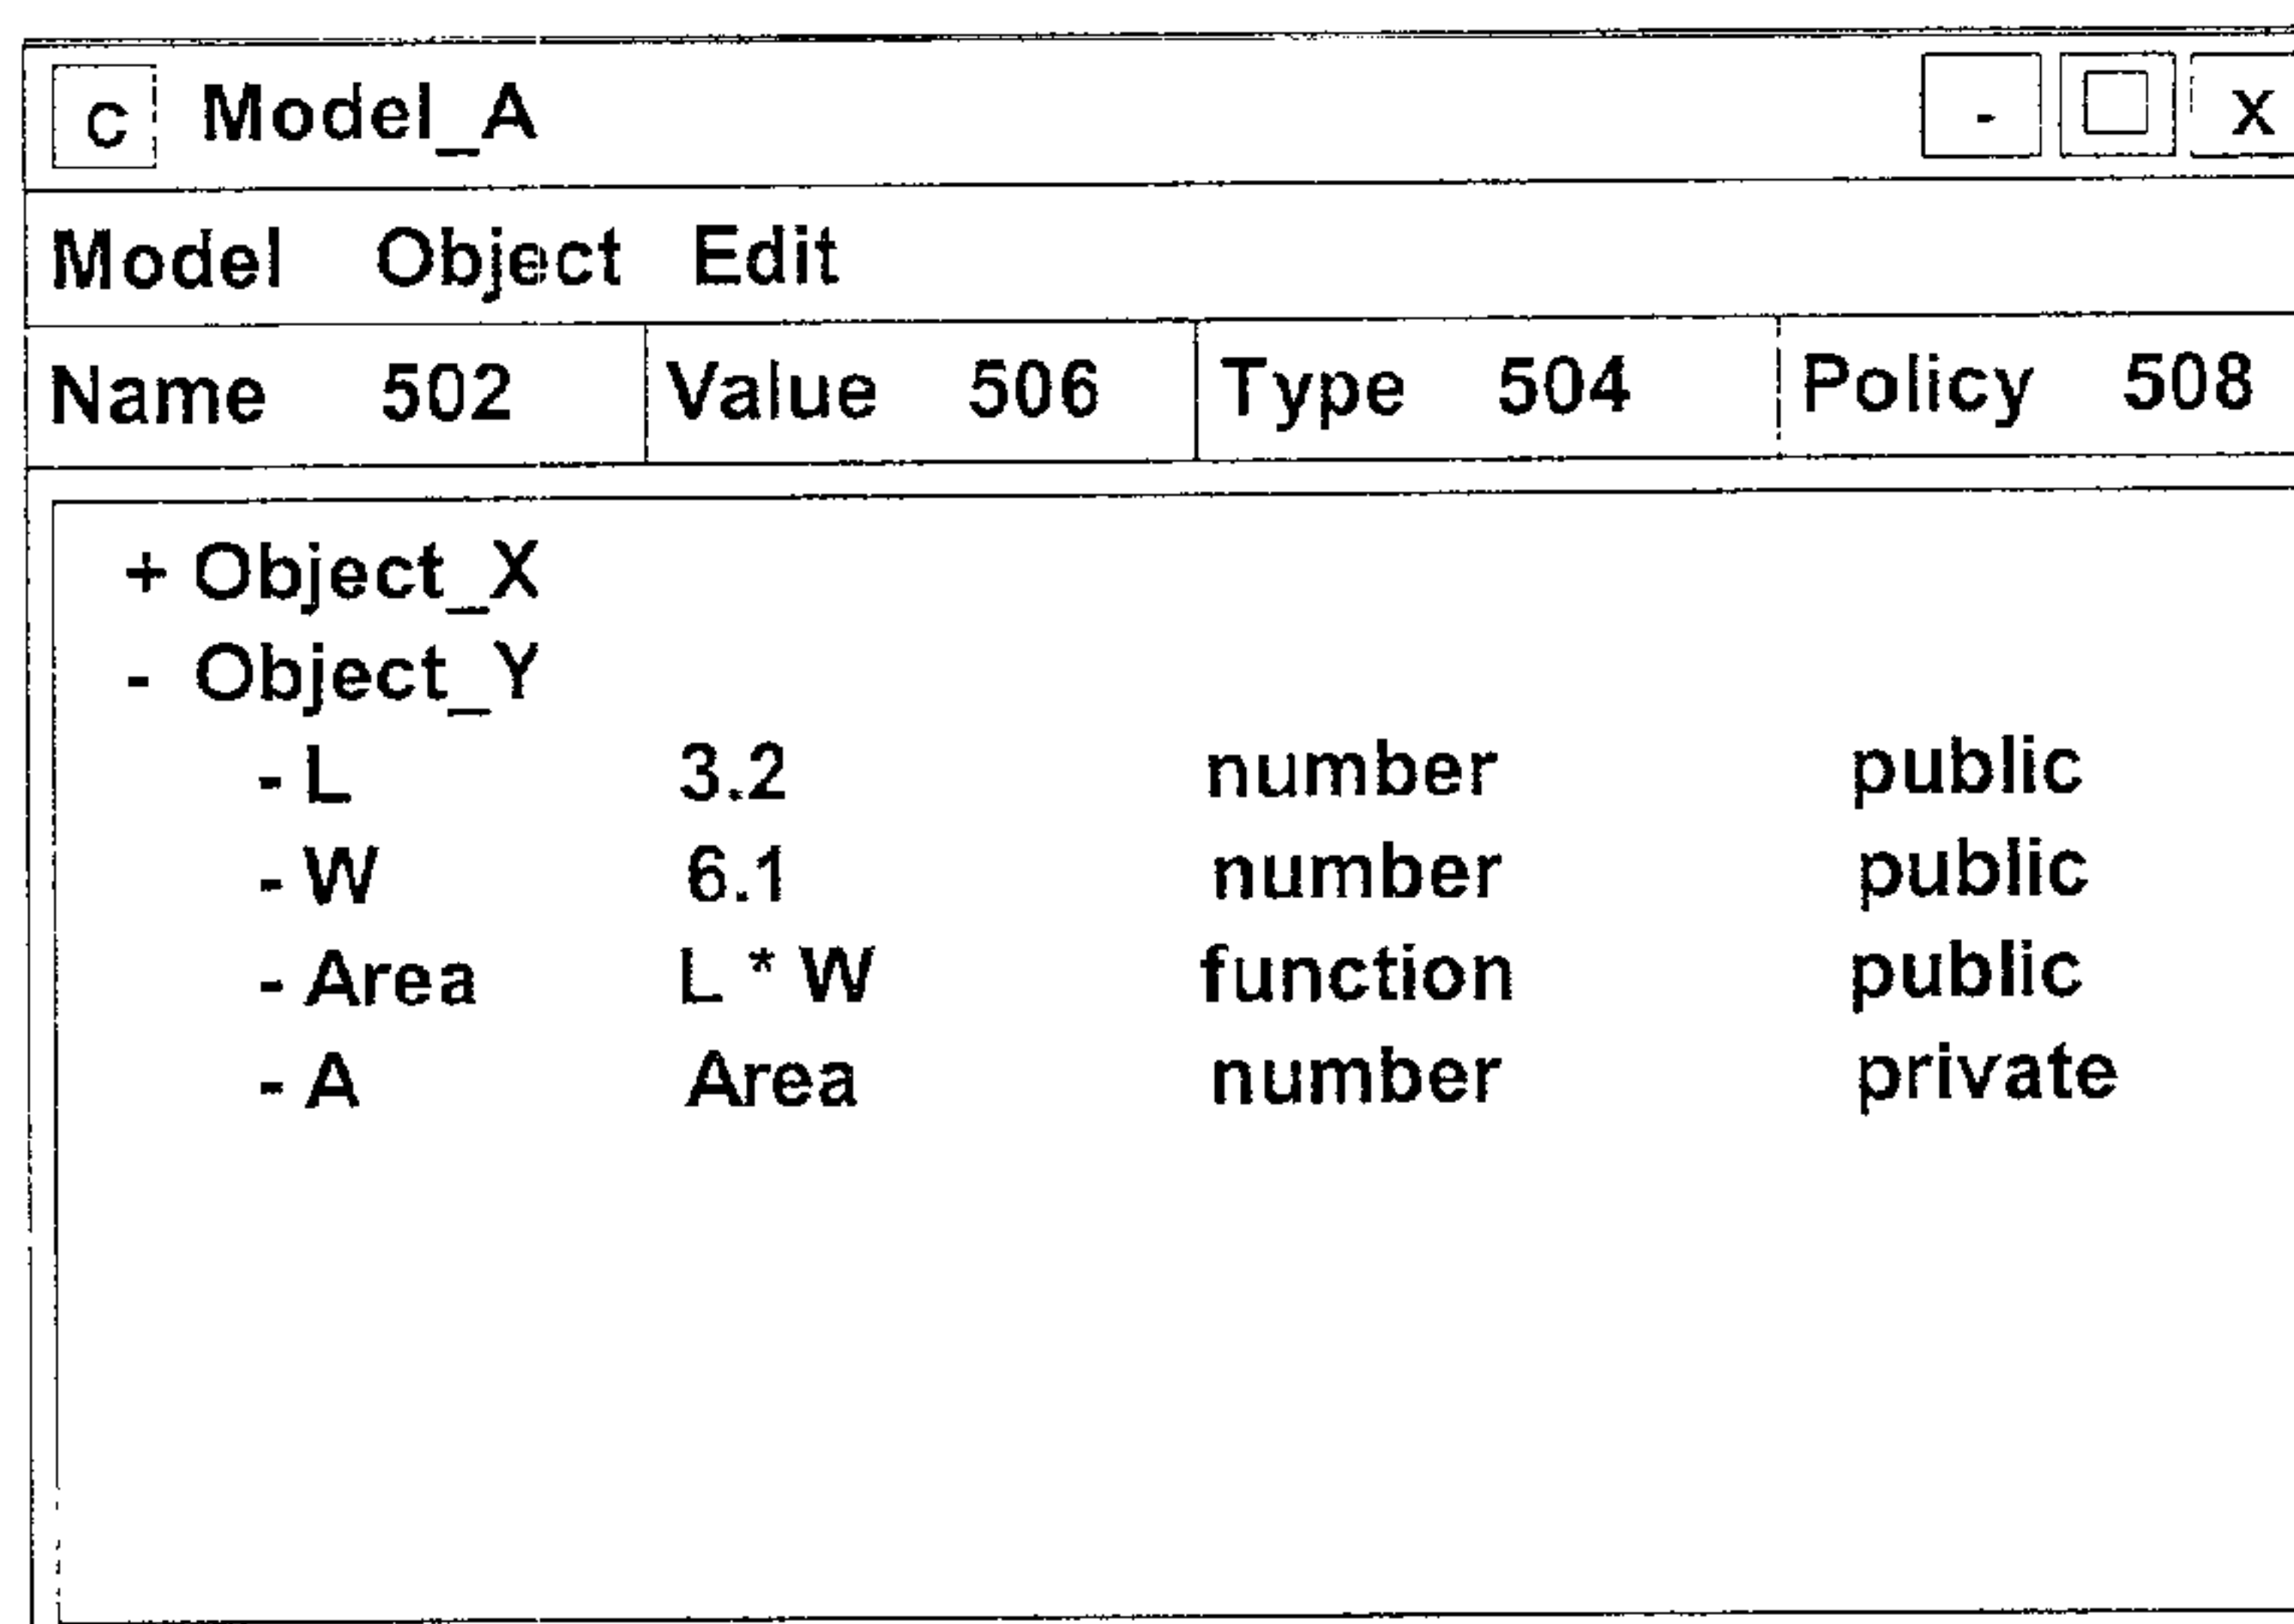 c Model_A - x
Model Object Edit
Name 502 Value 506 Type 504 Policy 508
+ Object_X
- Object_Y
- L 3.2 number public
- W 6.1 number public
- Area L * W function public
- A Area number private